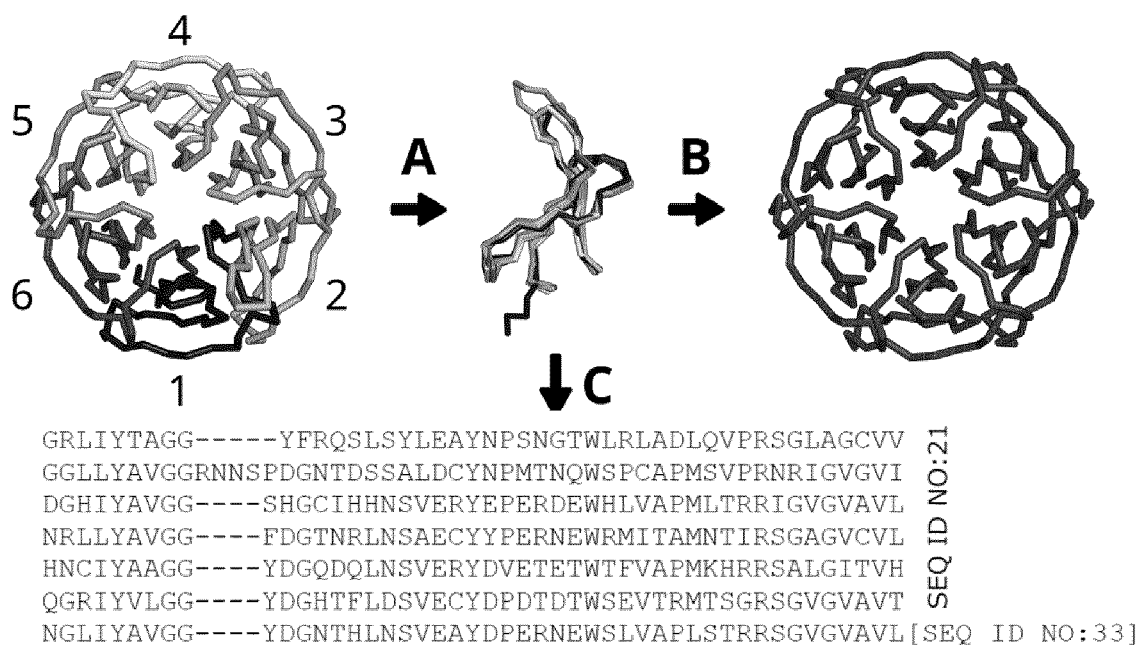 4
5
3
A
B
6
2
1
C
GRLIYTAGG-----YFRQSLSYLEAYNPSNGTWLRLADLQVPRSGLAGCVV
GGLLYAVGGRNNSPDGNTDSSALDCYNPMTNQWSPCAPMSVPRNRIGVGVI
DGHIYAVGG----SHGCIHHNSVERYEPERDEWHLVAPMLTRRIGVGVAVL
NRLLYAVGG----FDGTNRLNSAECYYPERNEWRMITAMNTIRSGAGVCVL
HNCIYAAGG----YDGQDQLNSVERYDVETETWTFVAPMKHRRSALGITVH
QGRIYVLGG----YDGHTFLDSVECYDPDTDTWSEVTRMTSGRSGVGVAVT
NGLIYAVGG----YDGNTHLNSVEAYDPERNEWSLVAPLSTRRSGVGVAVL[SEQ ID NO:33]
SEQ ID NO:21